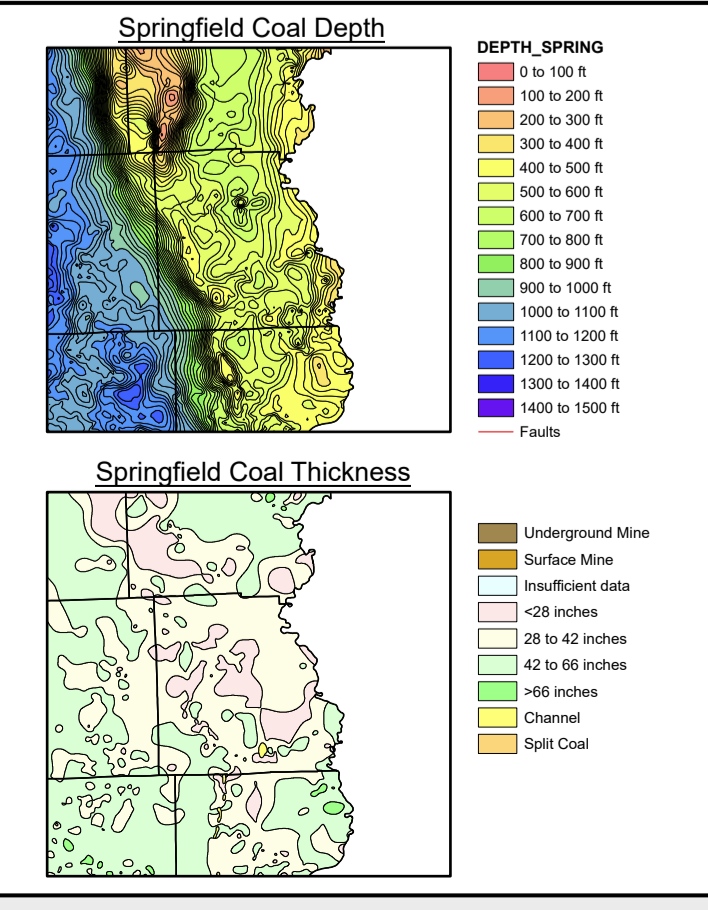 Springfield Coal Depth
DEPTH_SPRING
0 to 100 ft
100 to 200 ft
200 to 300 ft
300 to 400 ft
400 to 500 ft
500 to 600 ft
600 to 700 ft
700 to 800 ft
800 to 900 ft
900 to 1000 ft
1000 to 1100 ft
1100 to 1200 ft
1200 to 1300 ft
1300 to 1400 ft
1400 to 1500 ft
Faults
Springfield Coal Thickness
Underground Mine
Surface Mine
Insufficient data
<28 inches
28 to 42 inches
42 to 66 inches
>66 inches
Channel
Split Coal